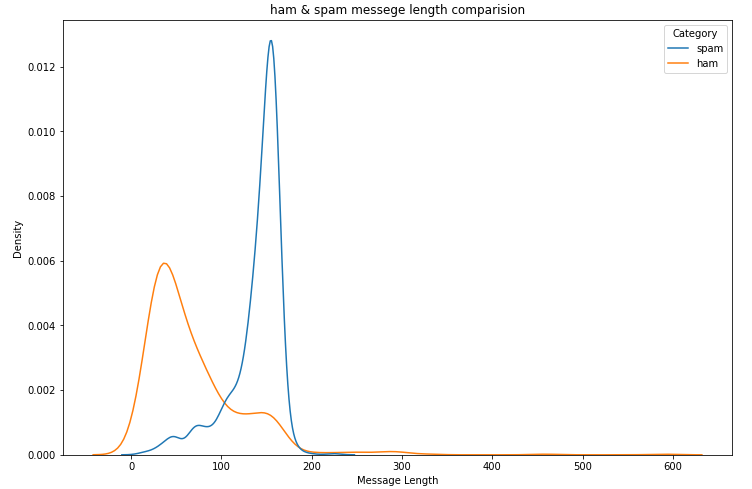 ham & spam messege length comparision
Category
spam
ham
0.012
0.010
0.008
0.006
0.004
0.002
0.000
Density
0 100 200 300 400 500 600
Message Length